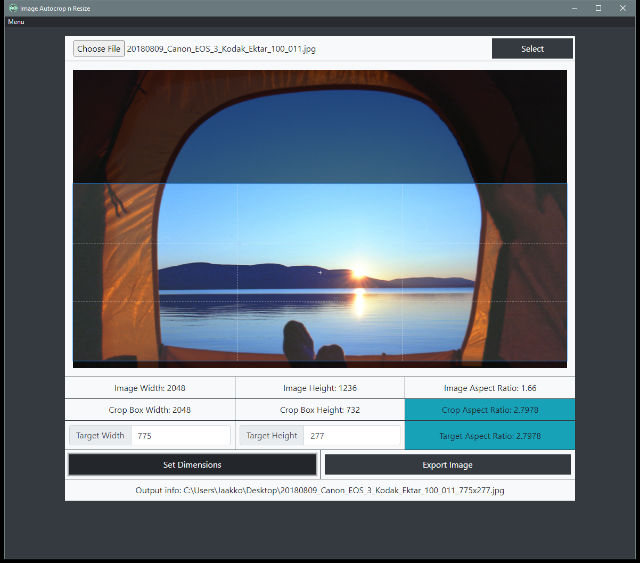 Image Autocrop n Resize
Menu
Choose File 20180809_Canon_EOS_3_Kodak_Ektar_100_011.jpg Select
Image Width: 2048 Image Height: 1236 Image Aspect Ratio: 1.66
Crop Box Width: 2048 Crop Box Height: 732 Crop Aspect Ratio: 2.7978
Target Width 775 Target Height 277 Target Aspect Ratio: 2.7978
Set Dimensions Export Image
Output info: C:\Users\Jaakko\Desktop\20180809_Canon_EOS_3_Kodak_Ektar_100_011_775x277.jpg